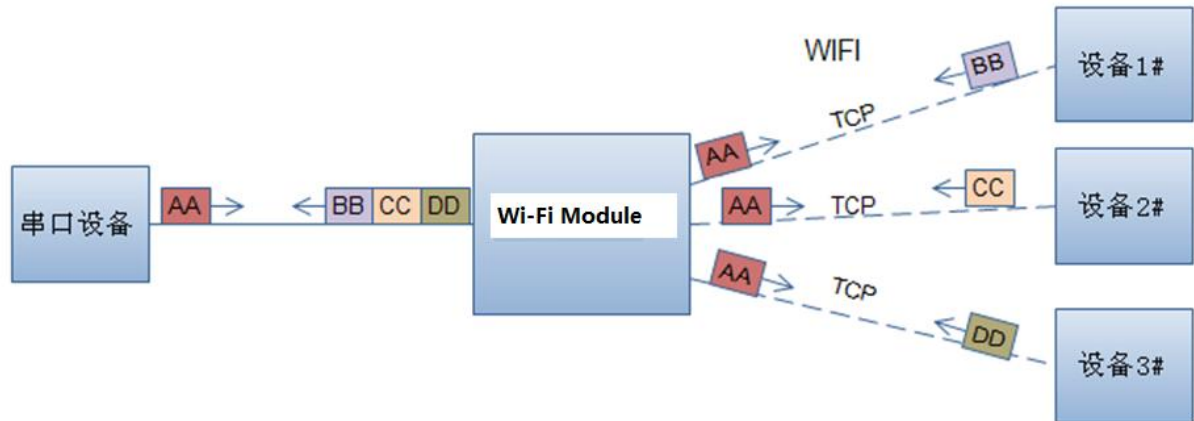 WIFI
BB
设备1#
TCP
AA
串口设备
AA
BB CC DD
Wi-Fi Module
AA
TCP
CC
设备2#
AA
TCP
DD
设备3#